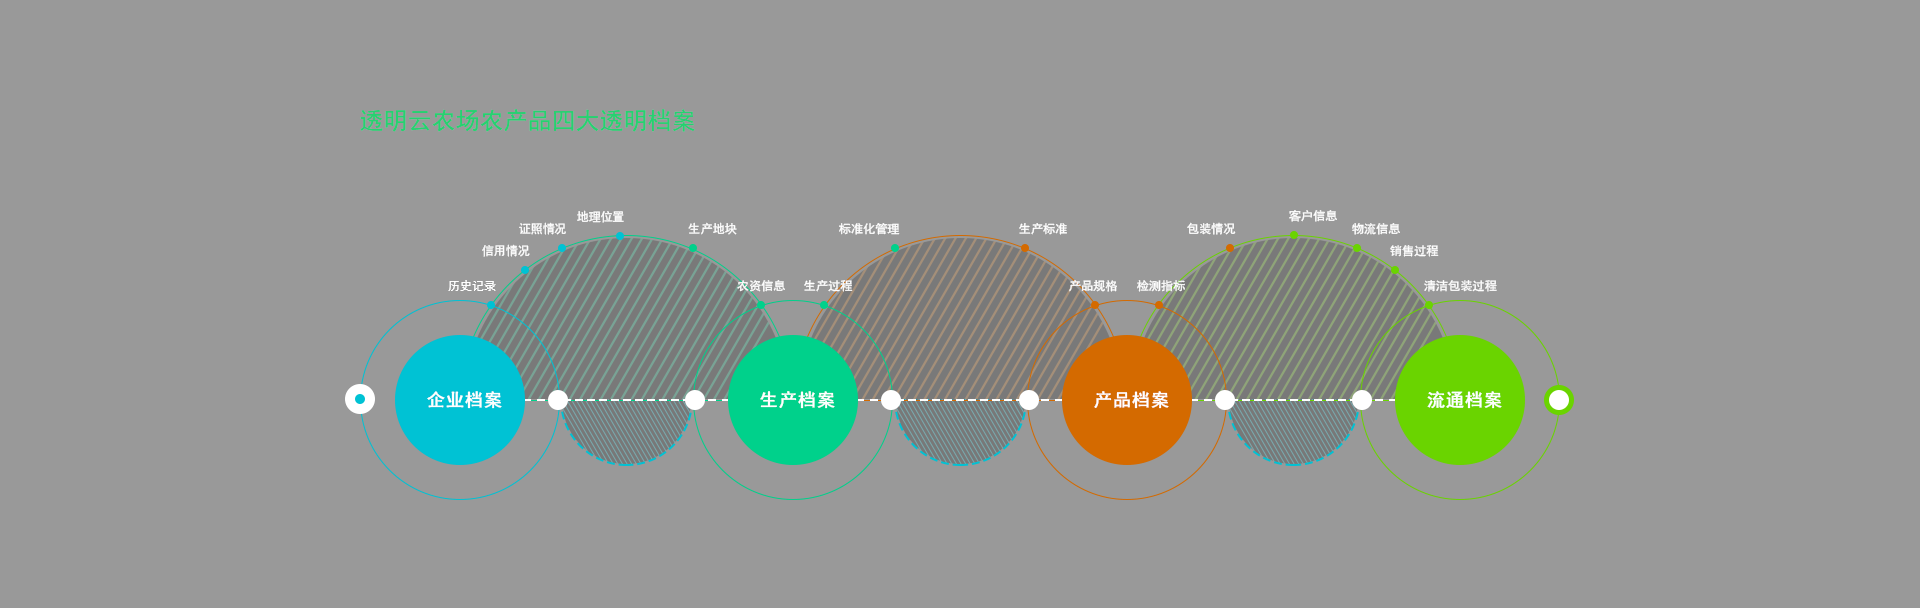 透明云农场农产品四大透明档案
历史记录
信用情况
证照情况
地理位置
生产地块
农资信息
生产过程
标准化管理
生产标准
产品规格
检测指标
包装情况
客户信息
物流信息
销售过程
清洁包装过程
企业档案
生产档案
产品档案
流通档案